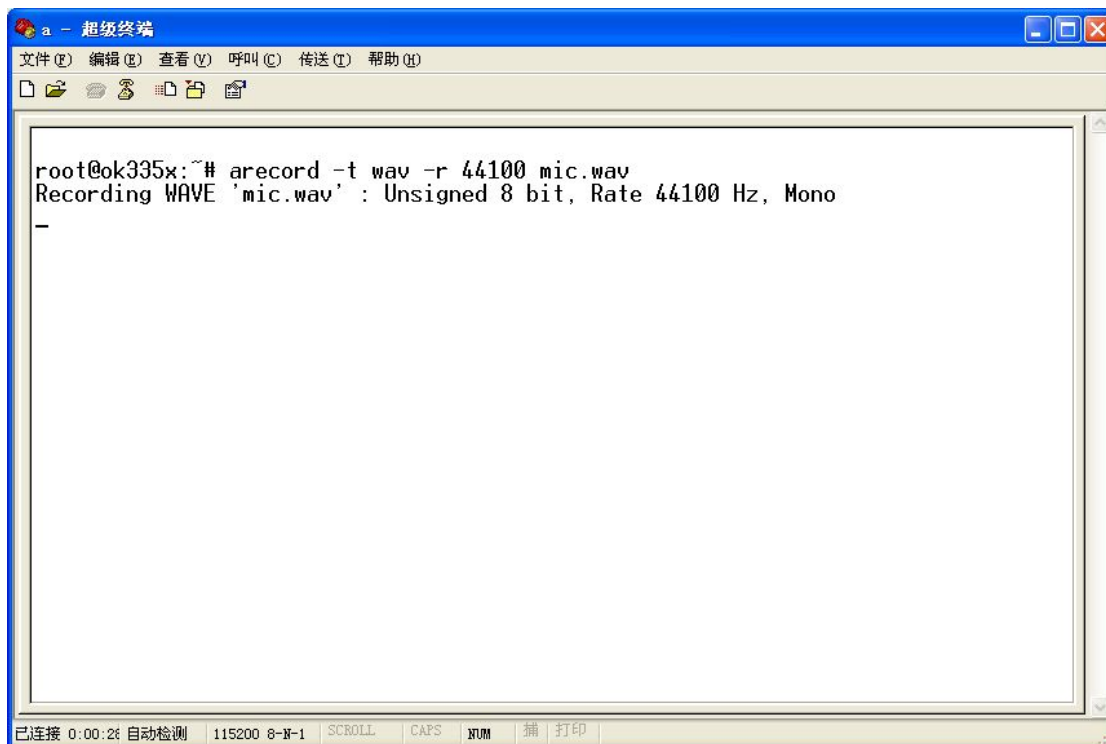 a - 超级终端
文件(F) 编辑(E) 查看(V) 呼叫(C) 传送(T) 帮助(H)
root@ok335x:~# arecord -t wav -r 44100 mic.wav
Recording WAVE 'mic.wav' : Unsigned 8 bit, Rate 44100 Hz, Mono
已连接 0:00:26 自动检测 115200 8-N-1 SCROLL CAPS NUM 捕 打印